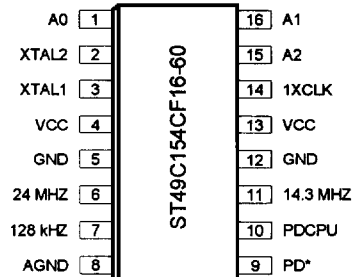 A0 1 16 A1
XTAL2 2 15 A2
XTAL1 3 14 1XCLK
VCC 4 13 VCC
GND 5 12 GND
24 MHZ 6 11 14.3 MHZ
128 kHZ 7 10 PDCPU
AGND 8 9 PD*
ST49C154CF16-60